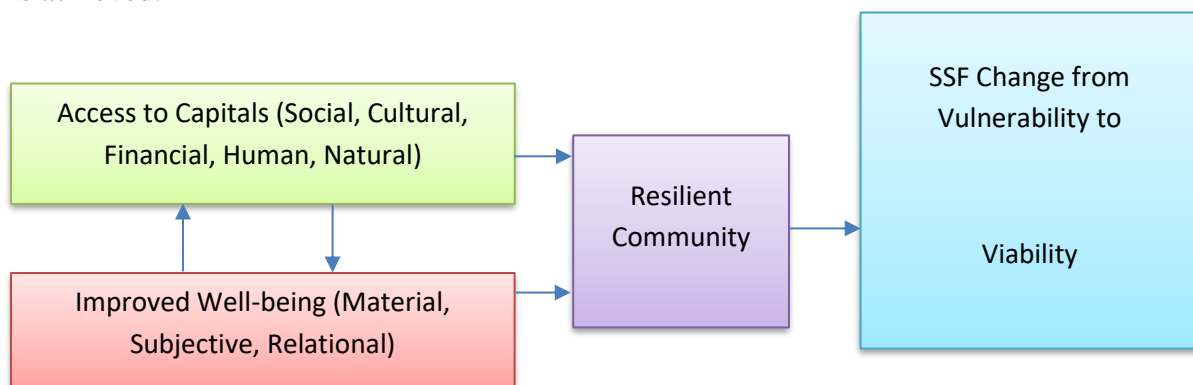 Access to Capitals (Social, Cultural,
Financial, Human, Natural)
Improved Well-being (Material,
Subjective, Relational)
Resilient
Community
SSF Change from
Vulnerability to
Viability